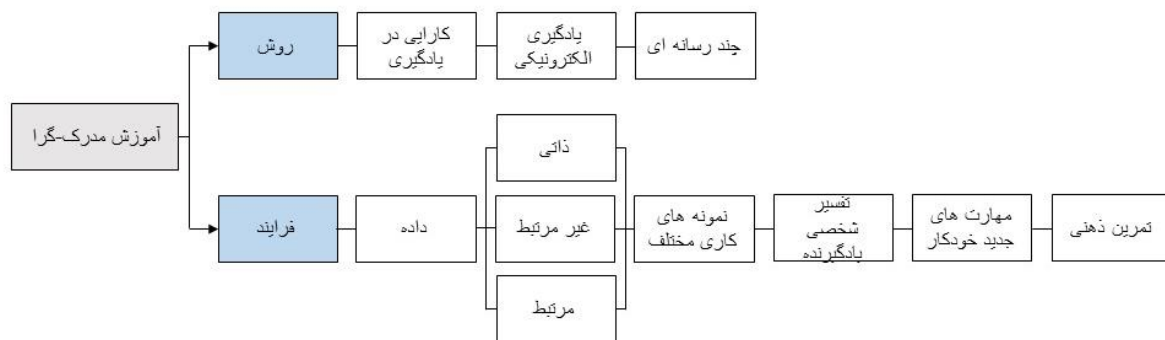 آموزش مدرک-گرا
روش
کارایی در
یادگیری
یادگیری
الکترونیکی
چند رسانه ای
فرایند
داده
ذاتی
غیر مرتبط
مرتبط
نمونه های
کاری مختلف
تفسیر
شخصی
یادگیرنده
مهارت های
جدید خودکار
تمرین ذهنی